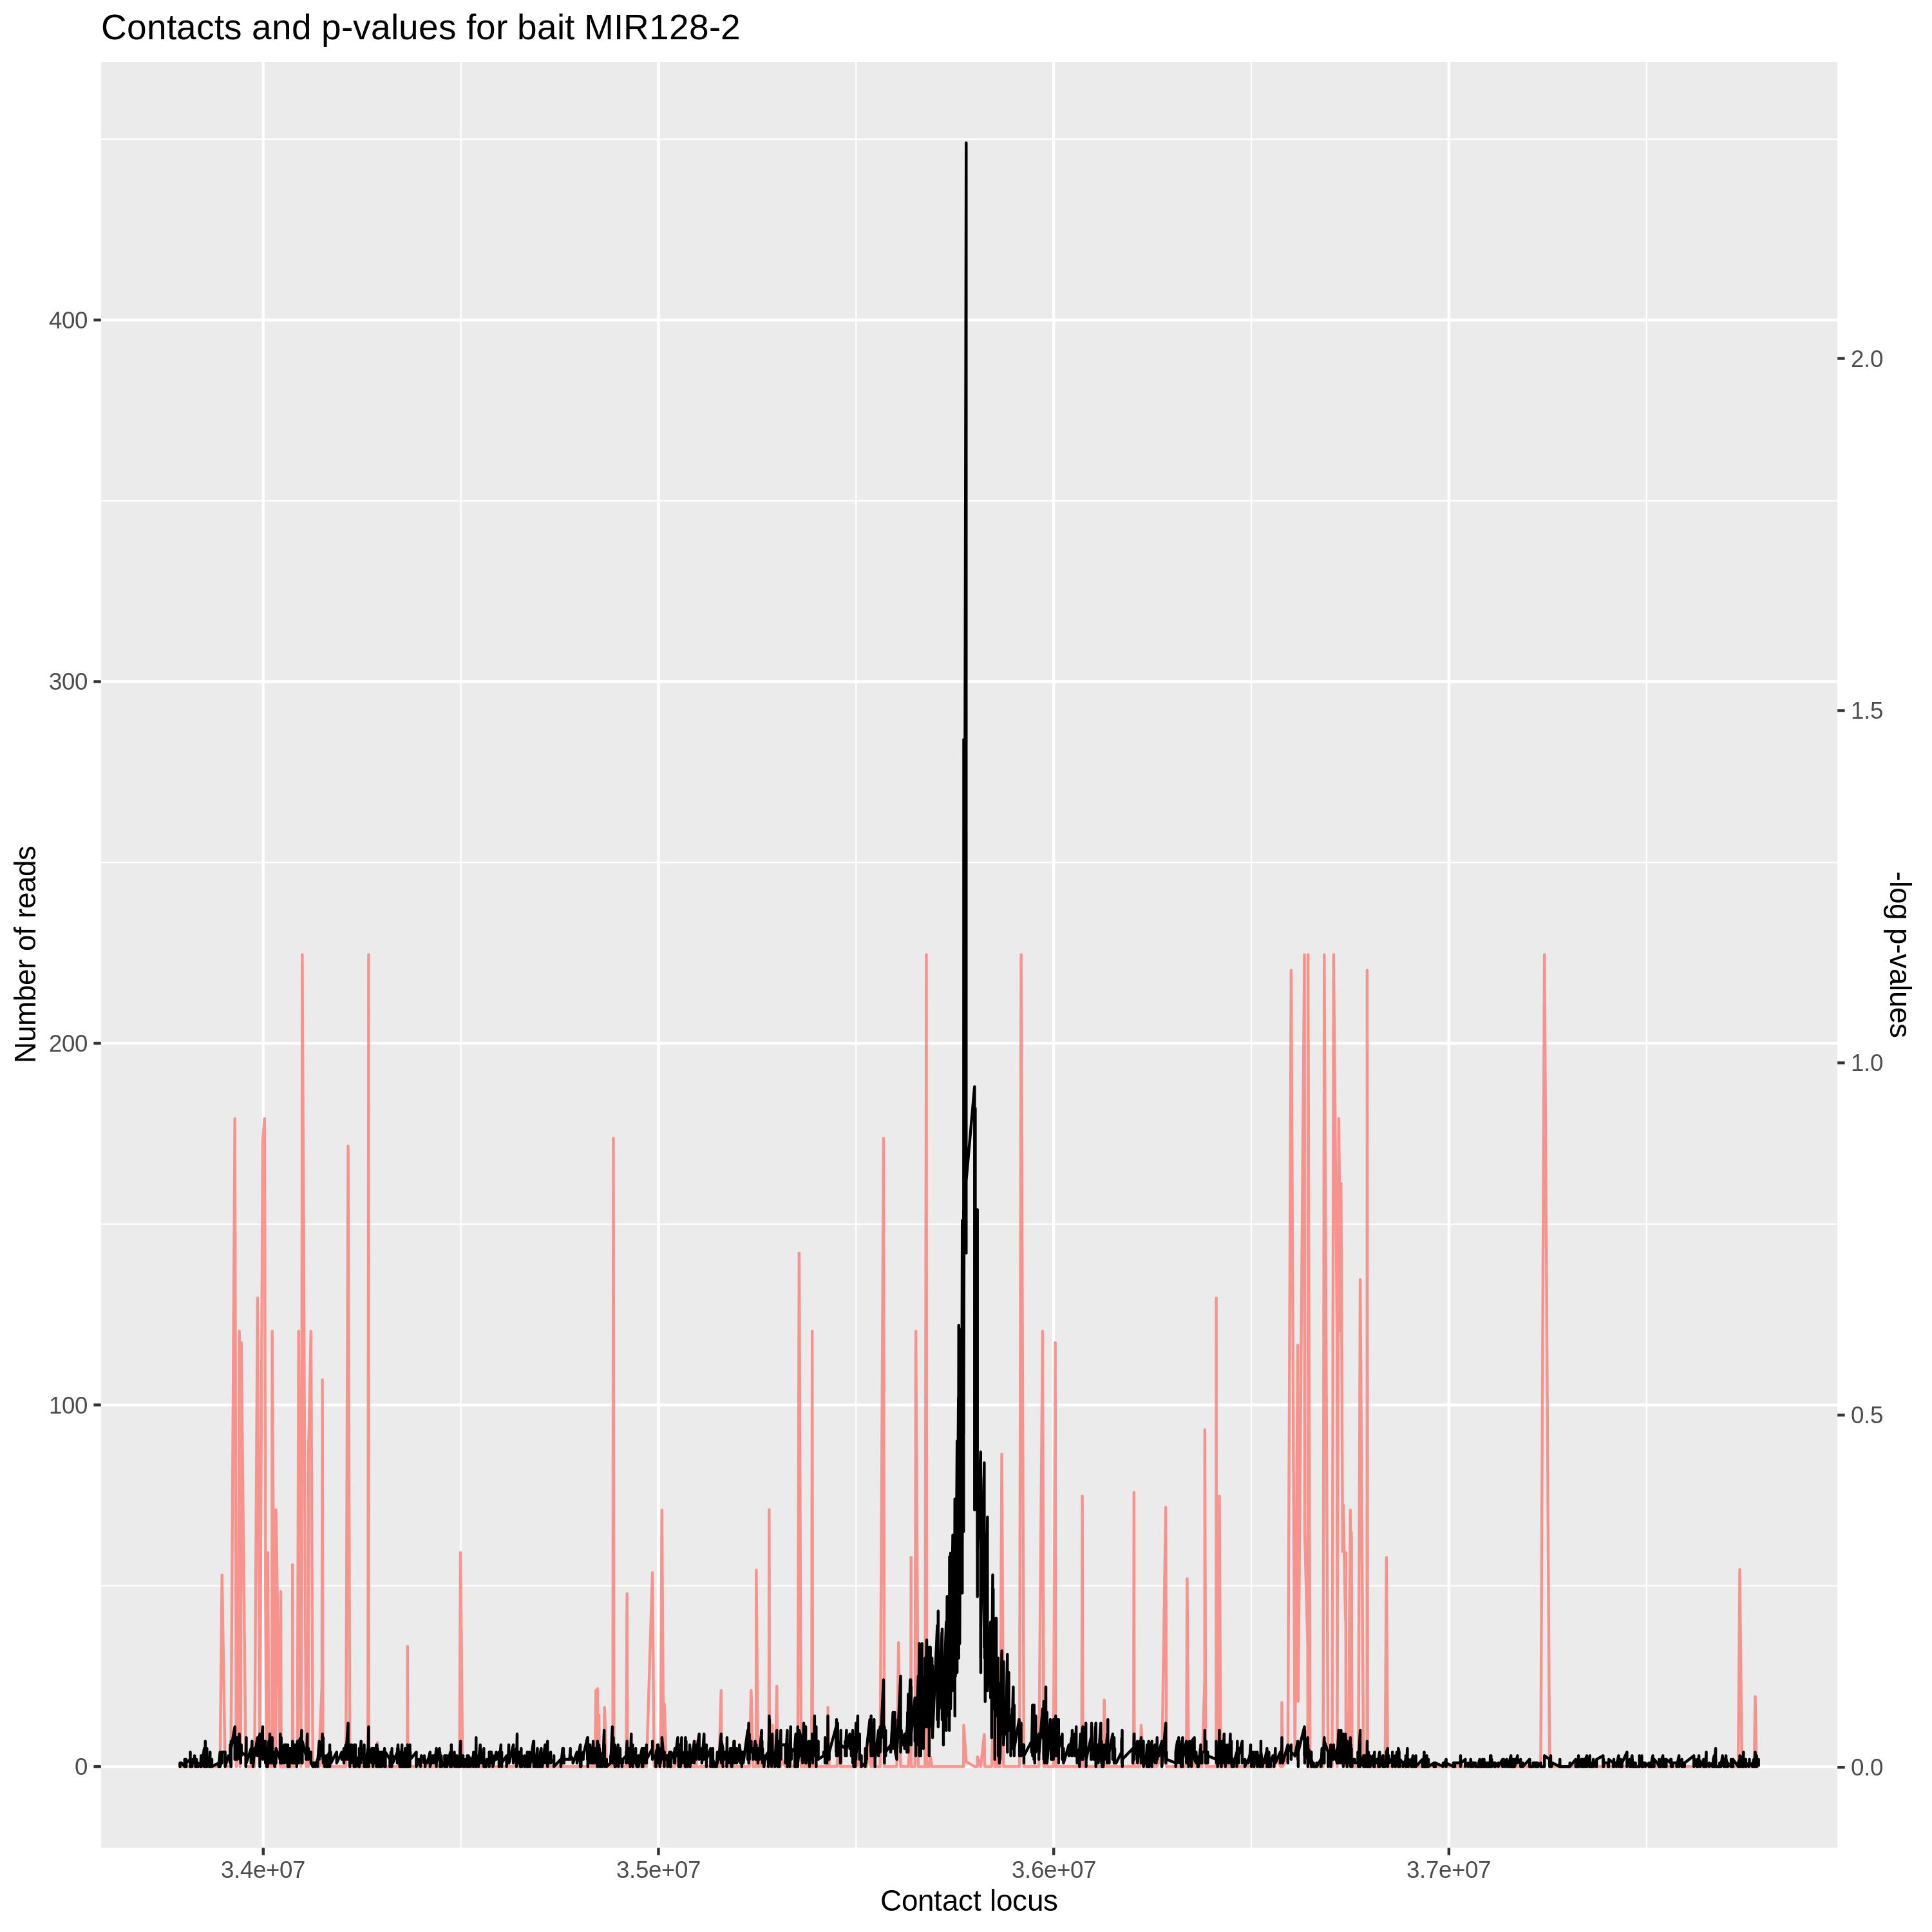 Contacts and p-values for bait MIR128-2
400
300
200
100
0
Number of reads
2.0
1.5
1.0
0.5
0.0
-log p-values
3.4e+07
3.5e+07
3.6e+07
3.7e+07
Contact locus